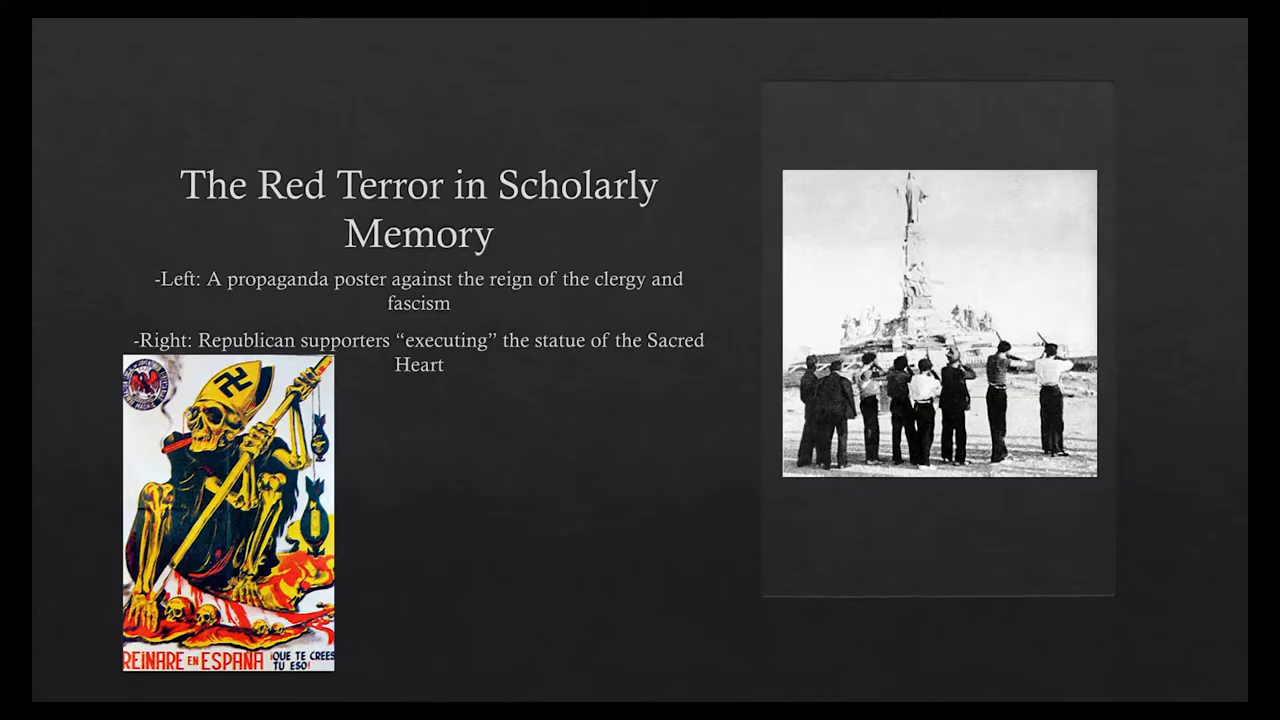 The Red Terror in Scholarly
Memory
-Left: A propaganda poster against the reign of the clergy and
fascism
-Right: Republican supporters “executing” the statue of the Sacred
Heart
REINARE EN ESPAÑA ¡QUE TE CREES
TU ESO!